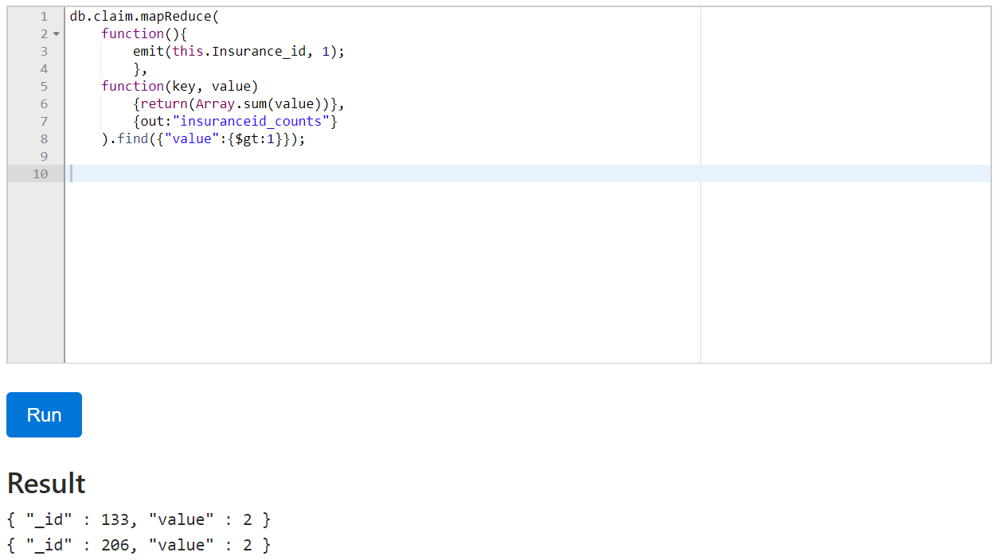 1 db.claim.mapReduce(
2 function(){
3 emit(this.Insurance_id, 1);
4 },
5 function(key, value)
6 {return(Array.sum(value))},
7 {out:"insuranceid_counts"}
8 ).find({"value":{$gt:1}});
9
10
Run
Result
{ "_id" : 133, "value" : 2 }
{ "_id" : 206, "value" : 2 }